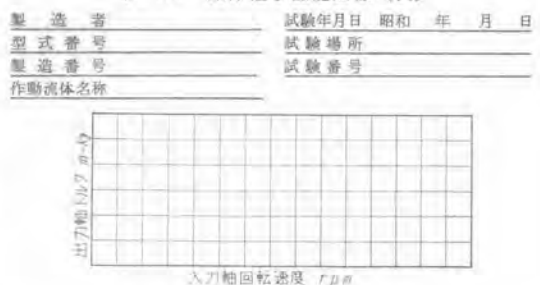 製造者
試験年月日 昭和 年 月 日
型式番号
試験場所
製造番号
試験番号
作動流体名称
出力軸トルク m-kg
入力軸回転速度 rpm